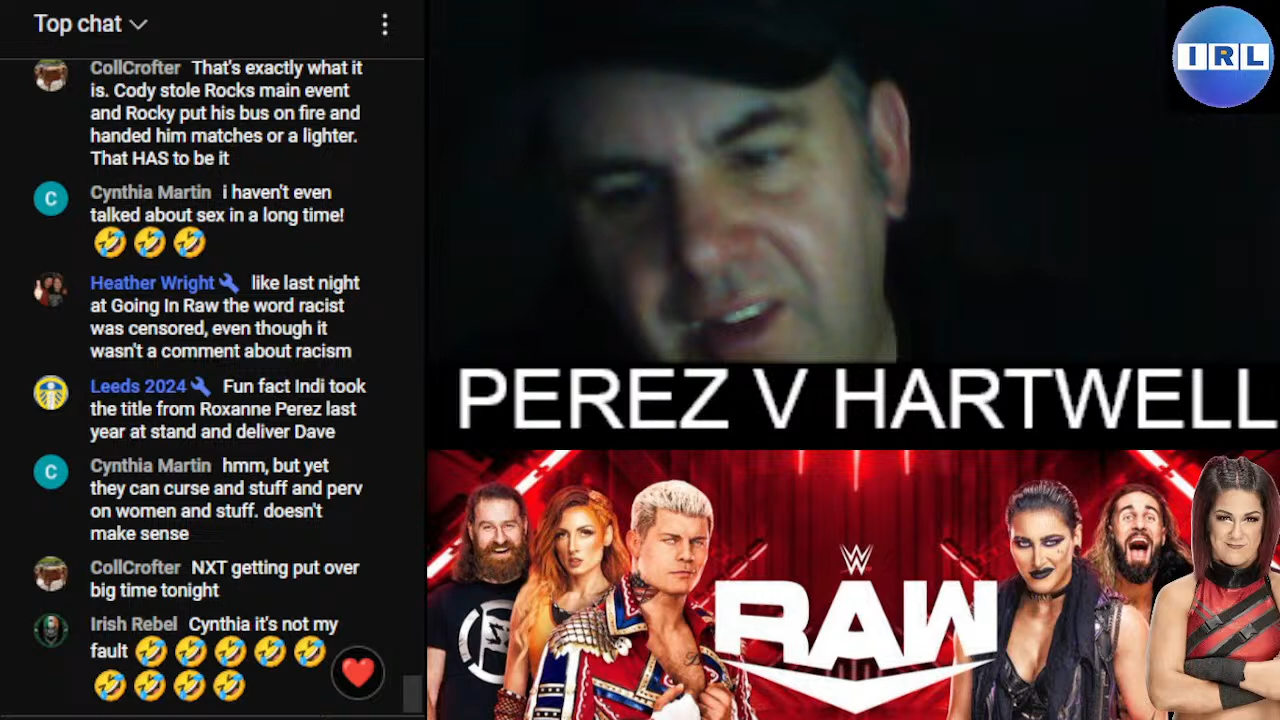 Top chat
CollCrofter That's exactly what it
is. Cody stole Rocks main event
and Rocky put his bus on fire and
handed him matches or a lighter.
That HAS to be it
C
Cynthia Martin i haven't even
talked about sex in a long time!
🤣🤣🤣
Heather Wright like last night
at Going In Raw the word racist
was censored, even though it
wasn't a comment about racism
Leeds 2024 Fun fact Indi took
the title from Roxanne Perez last
year at stand and deliver Dave
C
Cynthia Martin hmm, but yet
they can curse and stuff and perv
on women and stuff. doesn't
make sense
CollCrofter NXT getting put over
big time tonight
Irish Rebel Cynthia it's not my
fault 🤣🤣🤣🤣🤣
🤣🤣🤣🤣
IRL
PEREZ V HARTWELL
W
RAW